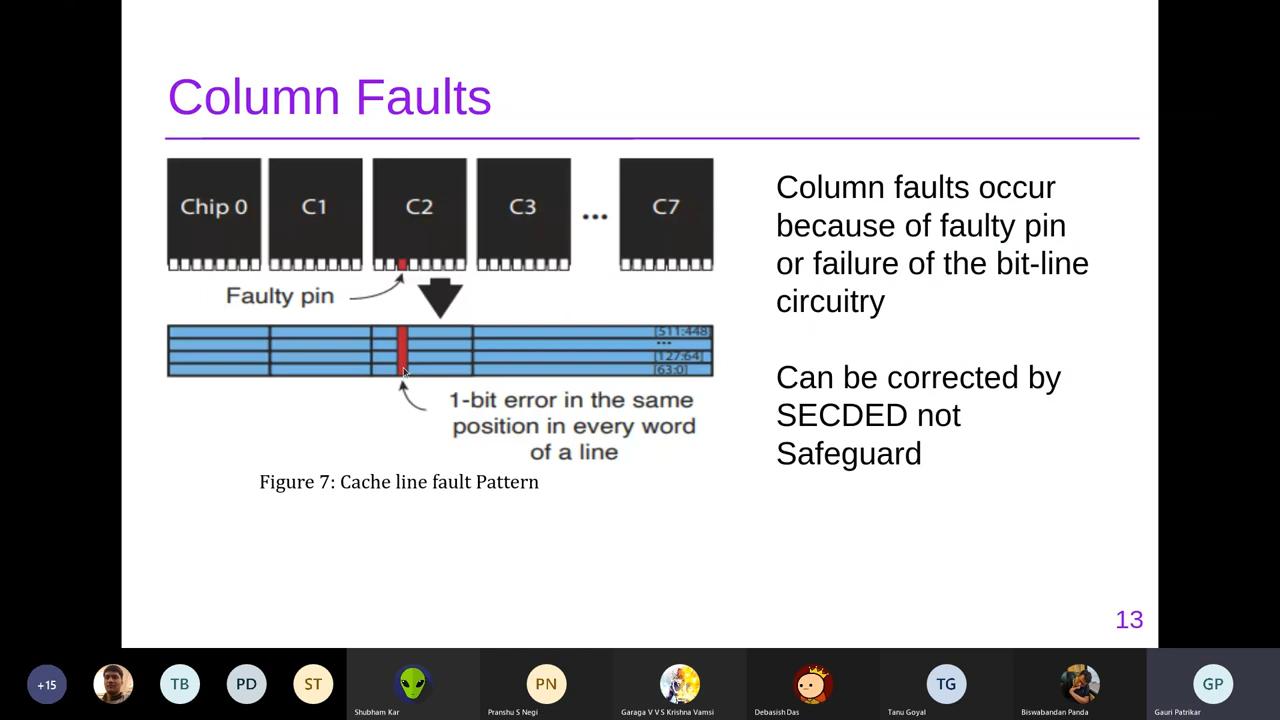 Column Faults
Chip 0 C1 C2 C3 ... C7
Faulty pin
[511:448]
...
[127:64]
[63:0]
1-bit error in the same
position in every word
of a line
Figure 7: Cache line fault Pattern
Column faults occur
because of faulty pin
or failure of the bit-line
circuitry
Can be corrected by
SECDED not
Safeguard
13
+15 TB PD ST PN TG GP
Shubham Kar Pranshu S Negi Garaga V V S Krishna Vamsi Debasish Das Tanu Goyal Biswabandan Panda Gauri Patrikar